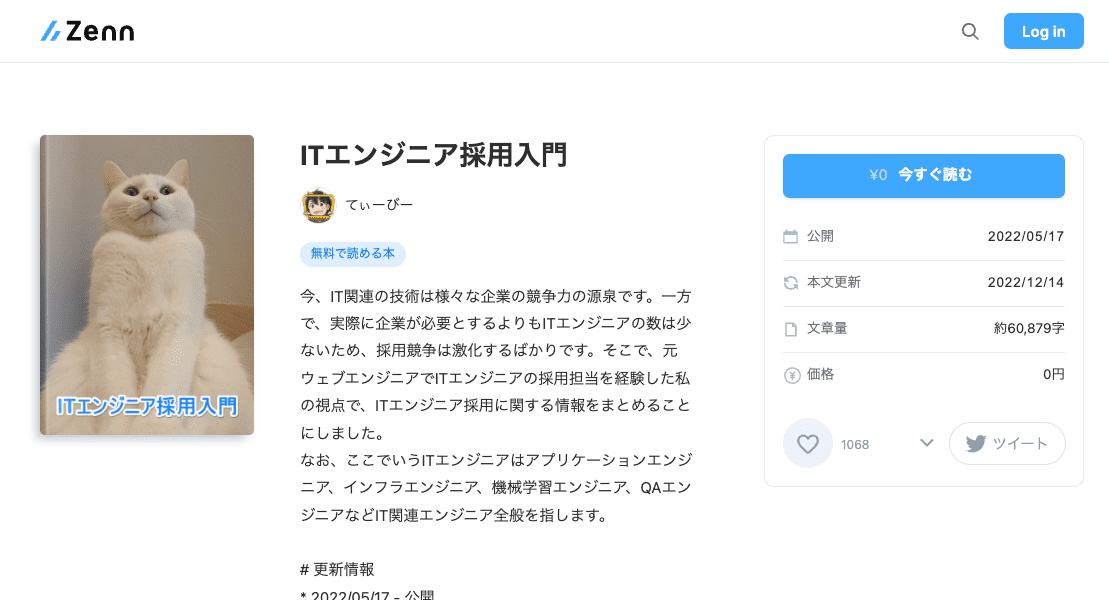 Zenn
Log in
ITエンジニア採用入門
ITエンジニア採用入門
てぃーびー
無料で読める本
今、IT関連の技術は様々な企業の競争力の源泉です。一方
で、実際に企業が必要とするよりもITエンジニアの数は少
ないため、採用競争は激化するばかりです。そこで、元
ウェブエンジニアでITエンジニアの採用担当を経験した私
の視点で、ITエンジニア採用に関する情報をまとめること
にしました。
なお、ここでいうITエンジニアはアプリケーションエンジ
ニア、インフラエンジニア、機械学習エンジニア、QAエン
ジニアなどIT関連エンジニア全般を指します。
# 更新情報
* 2022/05/17 - 公開
¥0 今すぐ読む
公開 2022/05/17
本文更新 2022/12/14
文章量 約60,879字
価格 0円
1068 ツイート